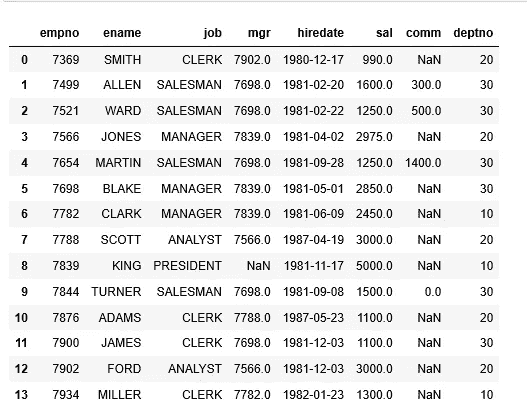 empno ename job mgr hiredate sal comm deptno
0 7369 SMITH CLERK 7902.0 1980-12-17 990.0 NaN 20
1 7499 ALLEN SALESMAN 7698.0 1981-02-20 1600.0 300.0 30
2 7521 WARD SALESMAN 7698.0 1981-02-22 1250.0 500.0 30
3 7566 JONES MANAGER 7839.0 1981-04-02 2975.0 NaN 20
4 7654 MARTIN SALESMAN 7698.0 1981-09-28 1250.0 1400.0 30
5 7698 BLAKE MANAGER 7839.0 1981-05-01 2850.0 NaN 30
6 7782 CLARK MANAGER 7839.0 1981-06-09 2450.0 NaN 10
7 7788 SCOTT ANALYST 7566.0 1987-04-19 3000.0 NaN 20
8 7839 KING PRESIDENT NaN 1981-11-17 5000.0 NaN 10
9 7844 TURNER SALESMAN 7698.0 1981-09-08 1500.0 0.0 30
10 7876 ADAMS CLERK 7788.0 1987-05-23 1100.0 NaN 20
11 7900 JAMES CLERK 7698.0 1981-12-03 1100.0 NaN 30
12 7902 FORD ANALYST 7566.0 1981-12-03 3000.0 NaN 20
13 7934 MILLER CLERK 7782.0 1982-01-23 1300.0 NaN 10